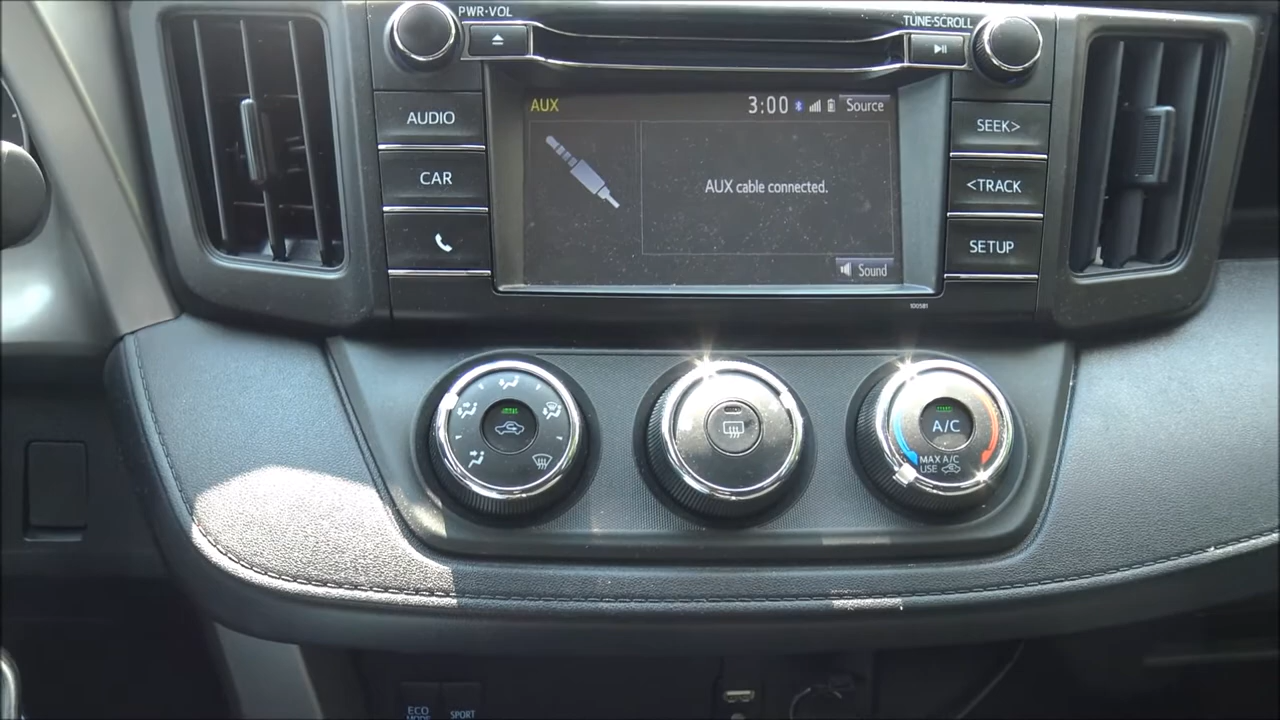 PWR•VOL
TUNE•SCROLL
AUDIO
CAR
AUX
3:00
Source
AUX cable connected.
Sound
SEEK>
<TRACK
SETUP
100581
A/C
MAX A/C
USE
ECO
MODE
SPORT